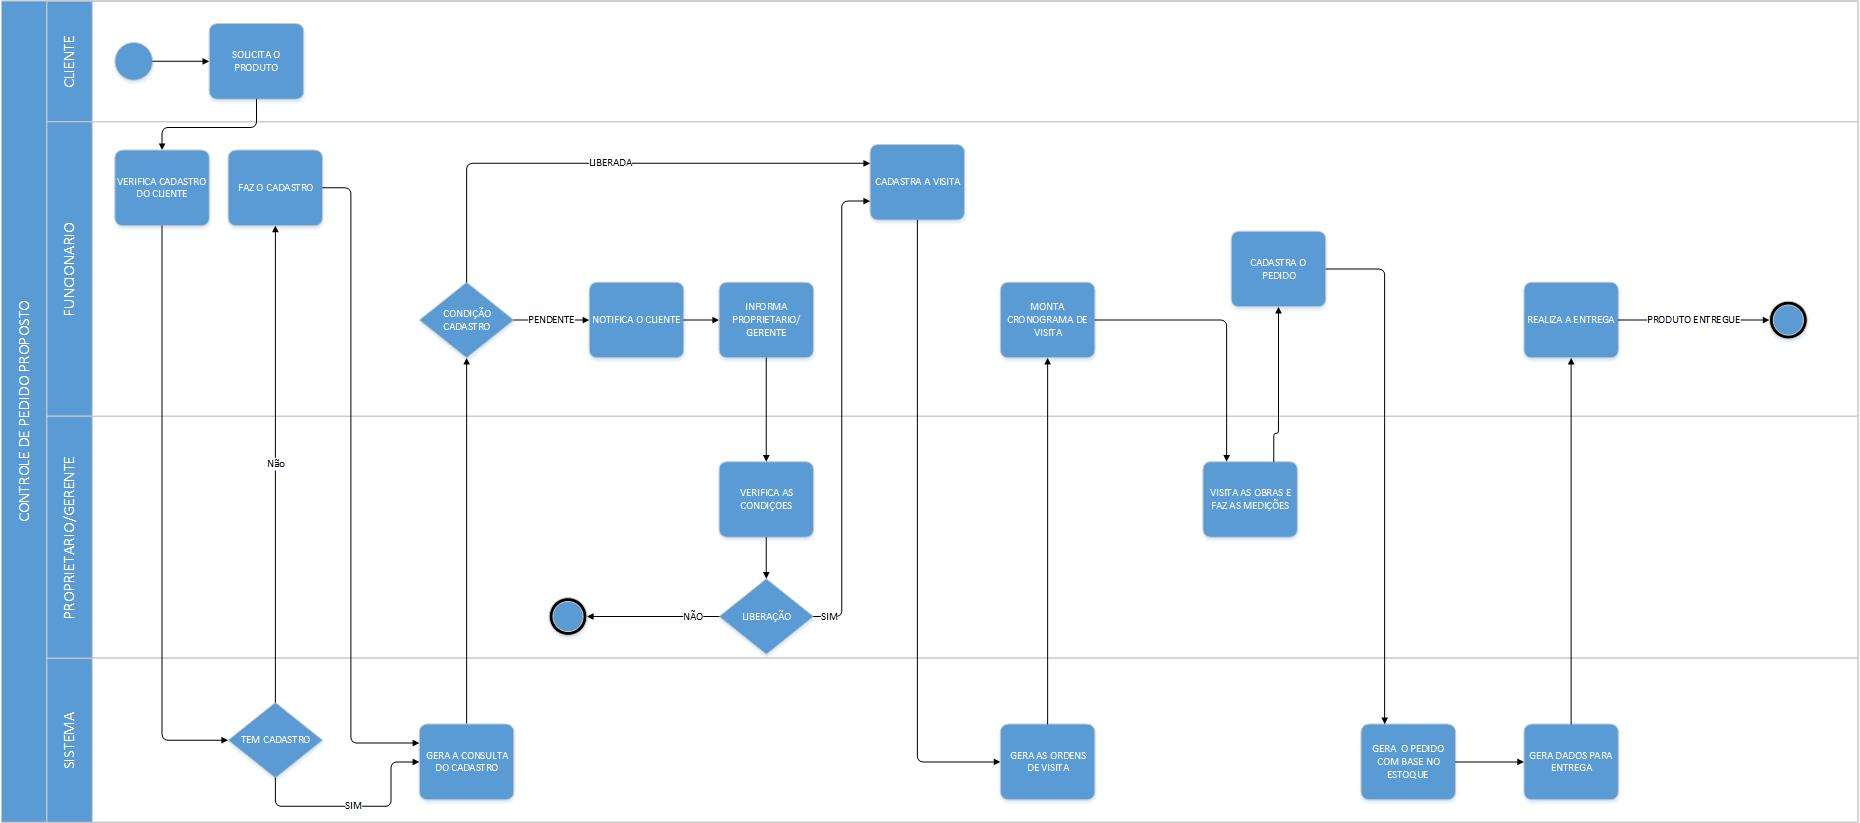 CONTROLE DE PEDIDO PROPOSTO
CLIENTE
SOLICITA O
PRODUTO
FUNCIONARIO
VERIFICA CADASTRO
DO CLIENTE
FAZ O CADASTRO
LIBERADA
CADASTRA A VISITA
CONDIÇÃO
CADASTRO
PENDENTE
NOTIFICA O CLIENTE
INFORMA
PROPRIETARIO/
GERENTE
MONTA
CRONOGRAMA DE
VISITA
CADASTRA O
PEDIDO
REALIZA A ENTREGA
PRODUTO ENTREGUE
PROPRIETARIO/GERENTE
Não
VERIFICA AS
CONDIÇOES
VISITA AS OBRAS E
FAZ AS MEDIÇÕES
NÃO
LIBERAÇÃO
SIM
SISTEMA
TEM CADASTRO
SIM
GERA A CONSULTA
DO CADASTRO
GERA AS ORDENS
DE VISITA
GERA O PEDIDO
COM BASE NO
ESTOQUE
GERA DADOS PARA
ENTREGA